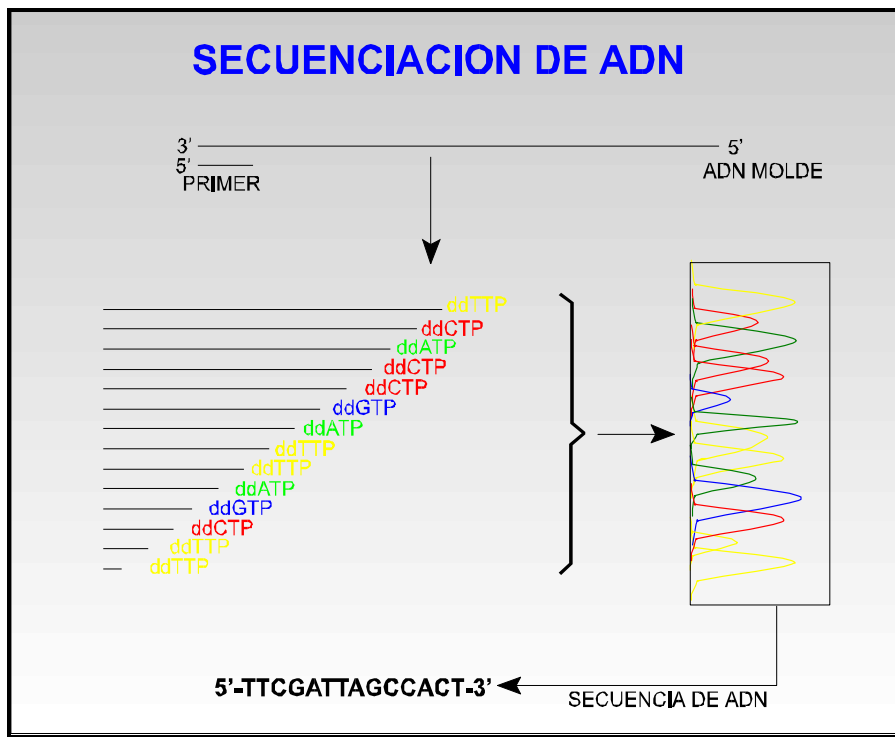 SECUENCIACION DE ADN
3'
5'
5'
PRIMER
ADN MOLDE
ddTTP
ddCTP
ddATP
ddCTP
ddCTP
ddGTP
ddATP
ddTTP
ddTTP
ddATP
ddGTP
ddCTP
ddTTP
ddTTP
5'-TTCGATTAGCCACT-3'
SECUENCIA DE ADN